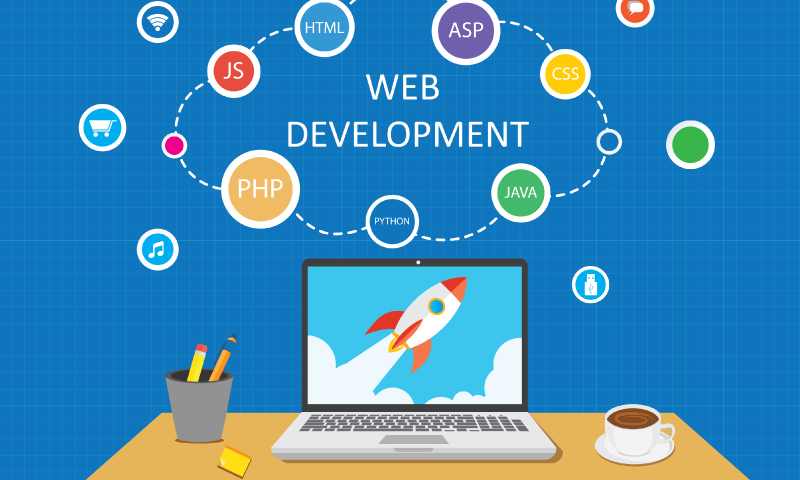 HTML
ASP
JS
CSS
WEB
DEVELOPMENT
PHP
JAVA
PYTHON